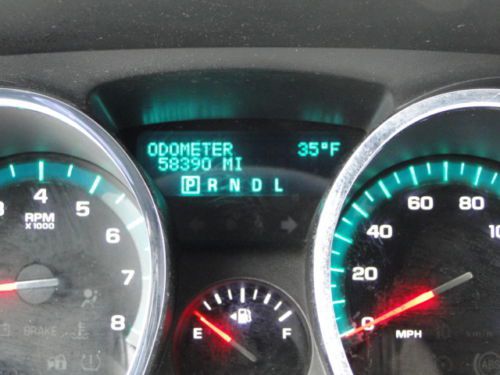 ODOMETER 35°F
58390 MI
P R N D L
4 5 6 7 8
RPM
X1000
E F
0 20 40 60 80
MPH
BRAKE